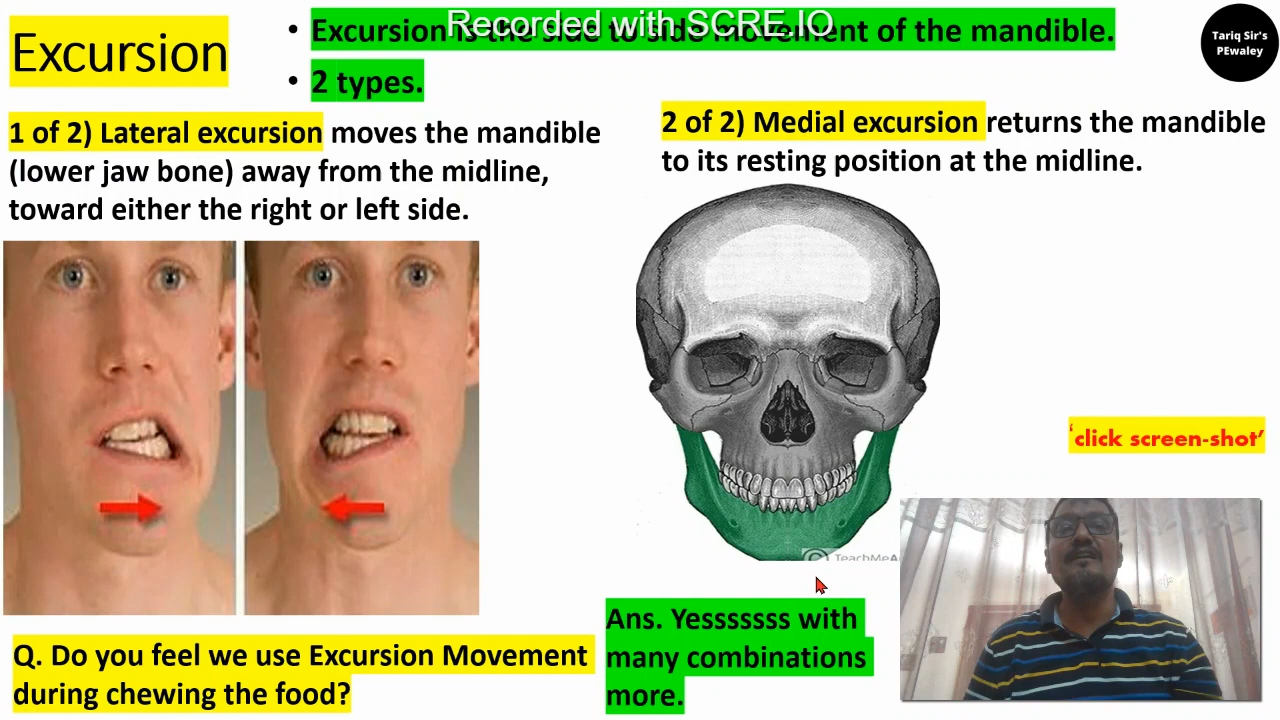 Recorded with SCRE.IO
Excursion
• Excursion is the side to side movement of the mandible.
• 2 types.
Tariq Sir's
PEwaley
1 of 2) Lateral excursion moves the mandible
(lower jaw bone) away from the midline,
toward either the right or left side.
2 of 2) Medial excursion returns the mandible
to its resting position at the midline.
‘click screen-shot’
© TeachMeA
Q. Do you feel we use Excursion Movement
during chewing the food?
Ans. Yesssssss with
many combinations
more.